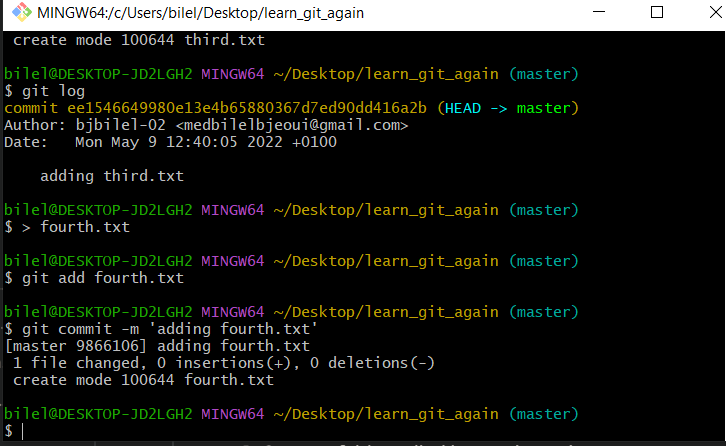 MINGW64:/c/Users/bilel/Desktop/learn_git_again
create mode 100644 third.txt
bilel@DESKTOP-JD2LGH2 MINGW64 ~/Desktop/learn_git_again (master)
$ git log
commit ee1546649980e13e4b65880367d7ed90dd416a2b (HEAD -> master)
Author: bjbilel-02 <medbilelbjeoui@gmail.com>
Date:   Mon May 9 12:40:05 2022 +0100
adding third.txt
bilel@DESKTOP-JD2LGH2 MINGW64 ~/Desktop/learn_git_again (master)
$ > fourth.txt
bilel@DESKTOP-JD2LGH2 MINGW64 ~/Desktop/learn_git_again (master)
$ git add fourth.txt
bilel@DESKTOP-JD2LGH2 MINGW64 ~/Desktop/learn_git_again (master)
$ git commit -m 'adding fourth.txt'
[master 9866106] adding fourth.txt
1 file changed, 0 insertions(+), 0 deletions(-)
create mode 100644 fourth.txt
bilel@DESKTOP-JD2LGH2 MINGW64 ~/Desktop/learn_git_again (master)
$